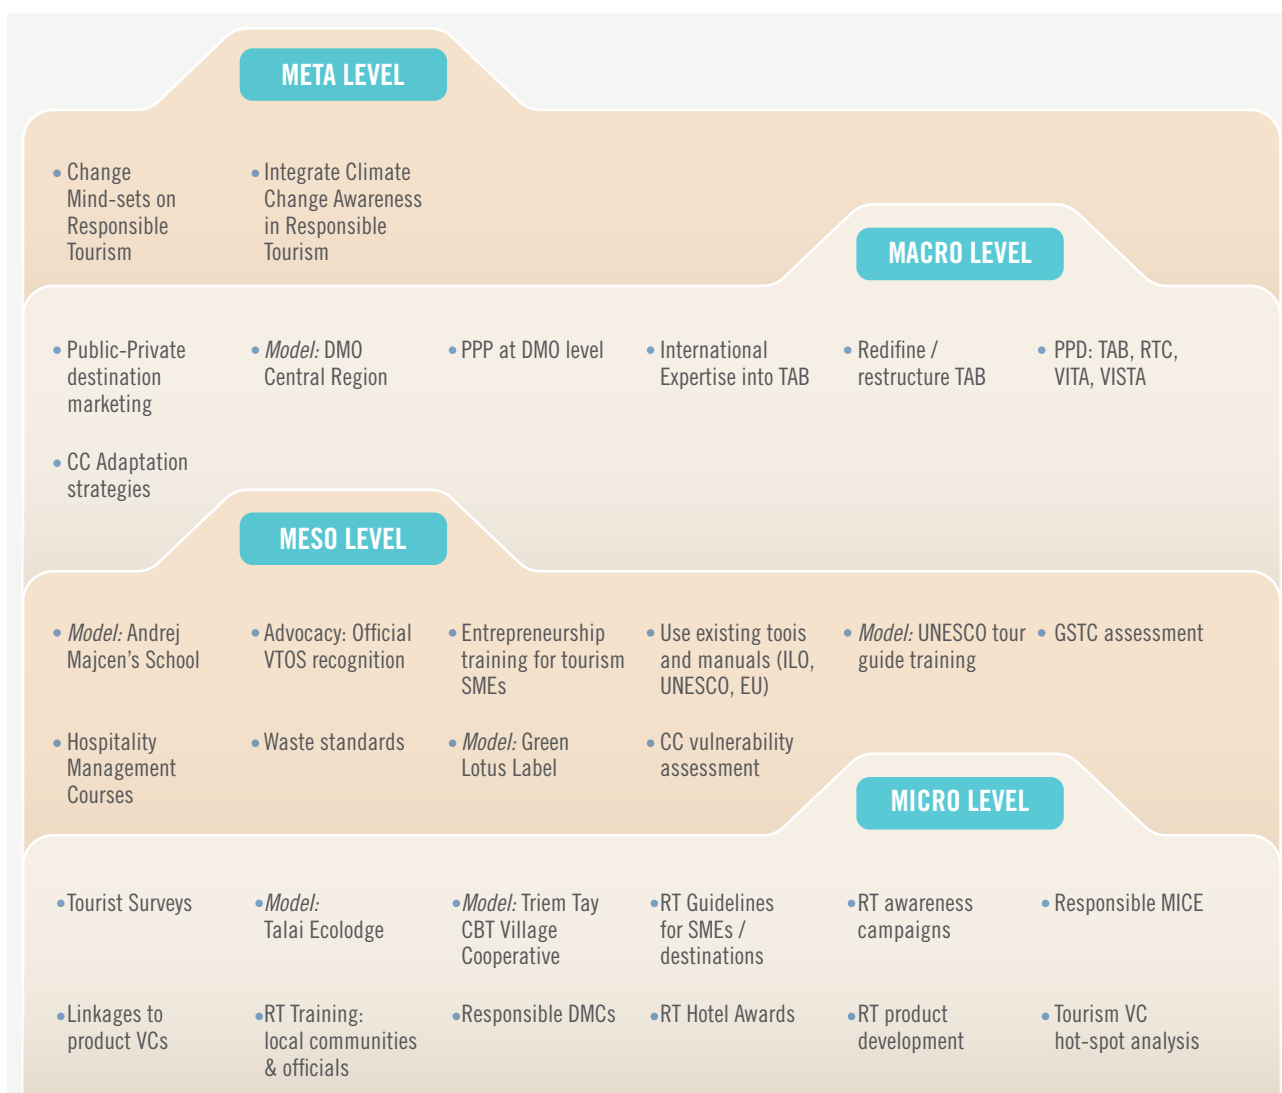 META LEVEL
• Change
Mind-sets on
Responsible
Tourism
• Integrate Climate
Change Awareness
in Responsible
Tourism
MACRO LEVEL
• Public-Private
destination
marketing
• Model: DMO
Central Region
• PPP at DMO level
• International
Expertise into TAB
• Redifine /
restructure TAB
• PPD: TAB, RTC,
VITA, VISTA
• CC Adaptation
strategies
MESO LEVEL
• Model: Andrej
Majcen's School
• Advocacy: Official
VTOS recognition
• Entrepreneurship
training for tourism
SMEs
• Use existing toois
and manuals (ILO,
UNESCO, EU)
• Model: UNESCO tour
guide training
• GSTC assessment
• Hospitality
Management
Courses
• Waste standards
• Model: Green
Lotus Label
• CC vulnerability
assessment
MICRO LEVEL
• Tourist Surveys
• Model:
Talai Ecolodge
• Model: Triem Tay
CBT Village
Cooperative
• RT Guidelines
for SMEs /
destinations
• RT awareness
campaigns
• Responsible MICE
• Linkages to
product VCs
• RT Training:
local communities
& officials
• Responsible DMCs
• RT Hotel Awards
• RT product
development
• Tourism VC
hot-spot analysis